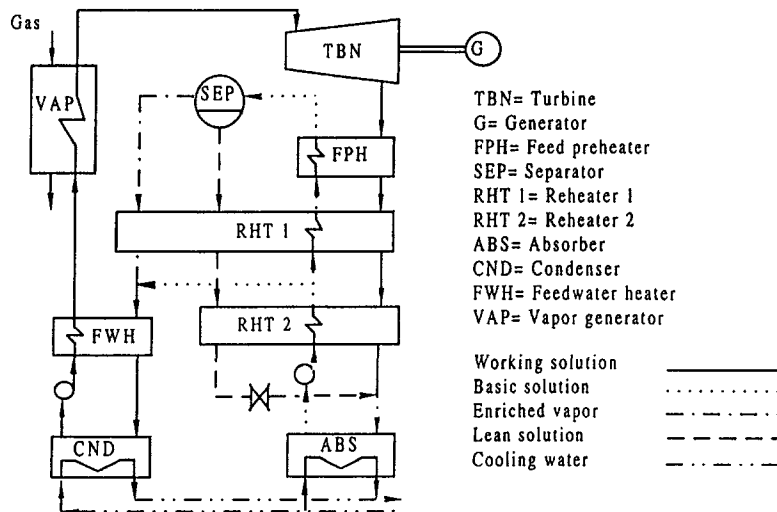 Gas
TBN
G
VAP
SEP
FPH
RHT 1
RHT 2
FWH
CND
ABS
TBN= Turbine
G= Generator
FPH= Feed preheater
SEP= Separator
RHT 1= Reheater 1
RHT 2= Reheater 2
ABS= Absorber
CND= Condenser
FWH= Feedwater heater
VAP= Vapor generator
Working solution
Basic solution
Enriched vapor
Lean solution
Cooling water